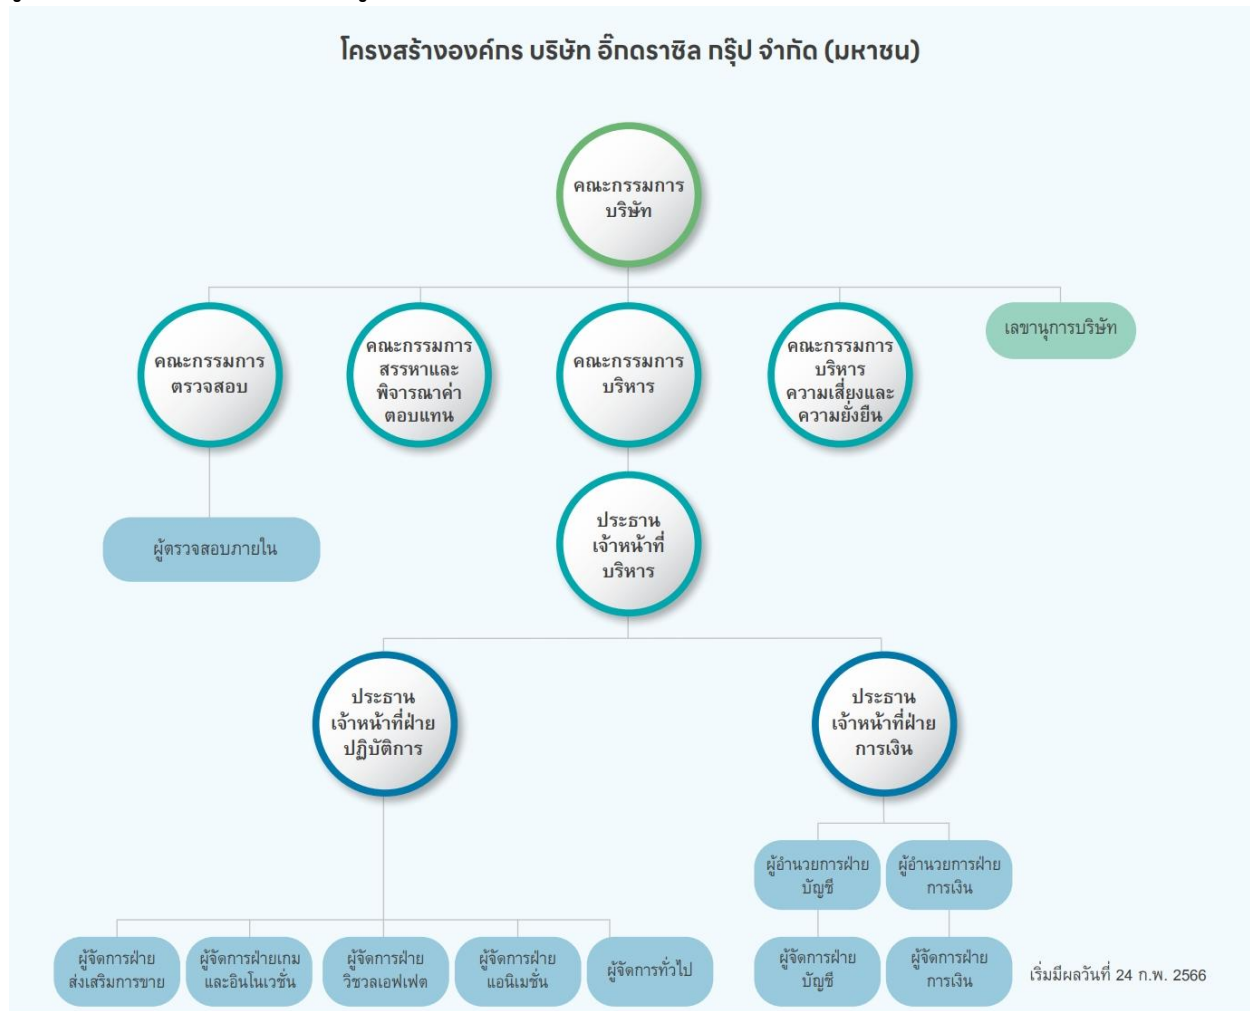 โครงสร้างองค์กร บริษัท อิ๊กดราซิล กรุ๊ป จำกัด (มหาชน)
คณะกรรมการ
บริษัท
คณะกรรมการ
ตรวจสอบ
คณะกรรมการ
สรรหาและ
พิจารณาค่า
ตอบแทน
คณะกรรมการ
บริหาร
คณะกรรมการ
บริหาร
ความเสี่ยงและ
ความยั่งยืน
เลขานุการบริษัท
ผู้ตรวจสอบภายใน
ประธาน
เจ้าหน้าที่
บริหาร
ประธาน
เจ้าหน้าที่ฝ่าย
ปฏิบัติการ
ประธาน
เจ้าหน้าที่ฝ่าย
การเงิน
ผู้อำนวยการฝ่าย
บัญชี
ผู้อำนวยการฝ่าย
การเงิน
ผู้จัดการฝ่าย
ส่งเสริมการขาย
ผู้จัดการฝ่ายเกม
และอินโนเวชั่น
ผู้จัดการฝ่าย
วิชวลเอฟเฟต
ผู้จัดการฝ่าย
แอนิเมชั่น
ผู้จัดการทั่วไป
ผู้จัดการฝ่าย
บัญชี
ผู้จัดการฝ่าย
การเงิน
เริ่มมีผลวันที่ 24 ก.พ. 2566